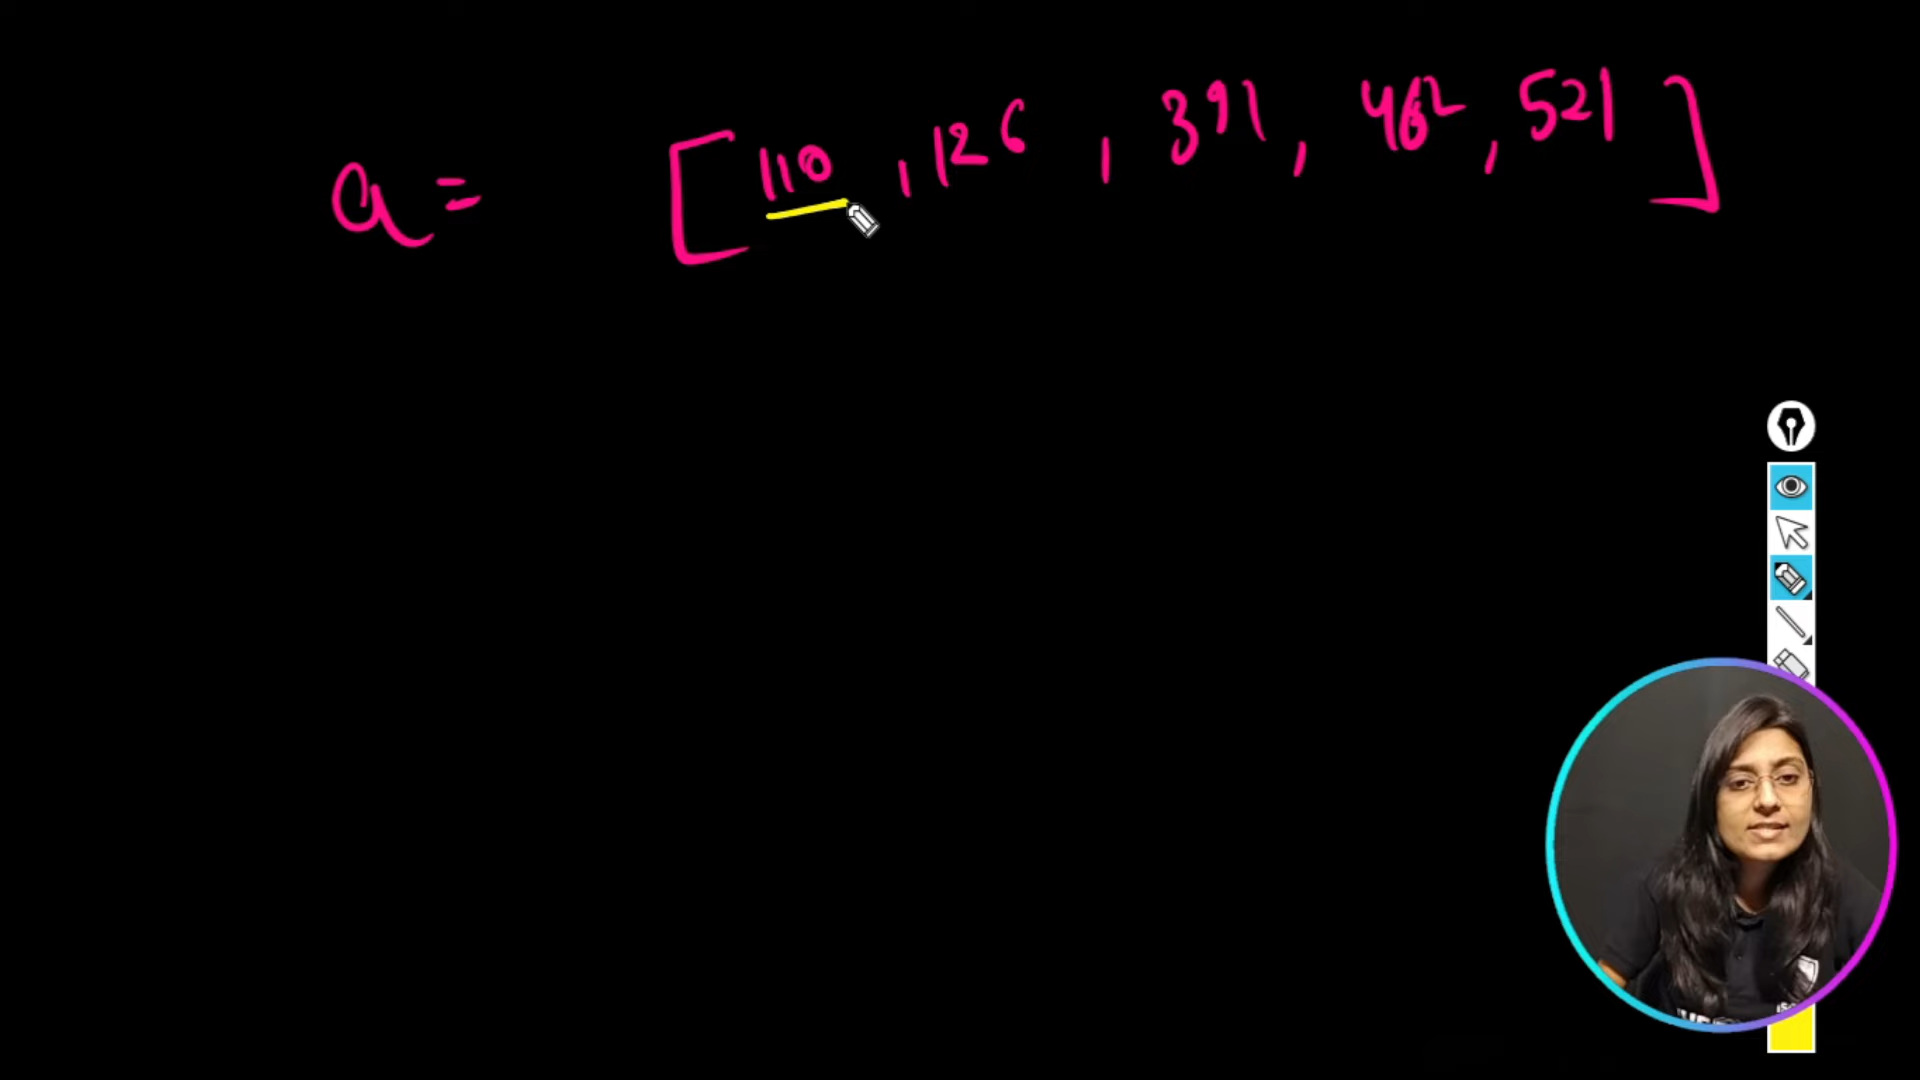 a = [ 110 , 126 , 391 , 462 , 521 ]